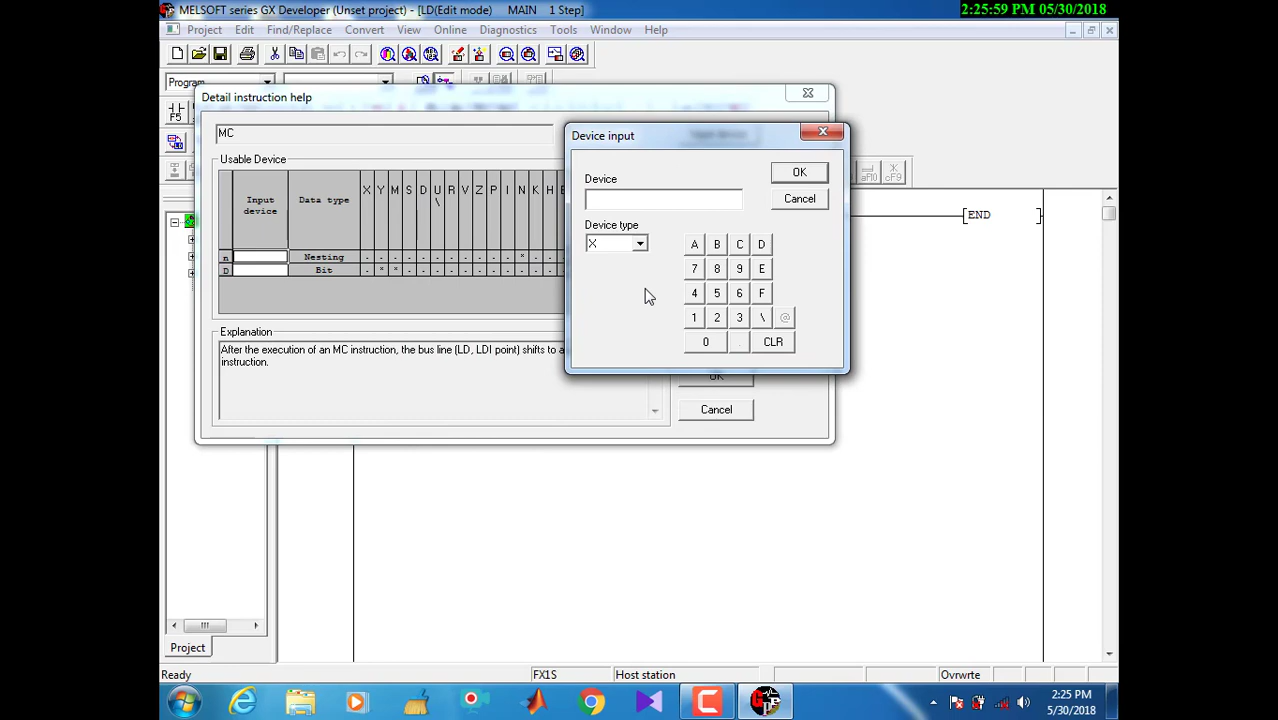 MELSOFT series GX Developer (Unset project) - [LD(Edit mode) MAIN 1 Step]
2:25:59 PM 05/30/2018
Project Edit Find/Replace Convert View Online Diagnostics Tools Window Help
Program
F5
aF10 cF9
Detail instruction help
MC
Usable Device
Input device
Data type
X Y M S D U \ R V Z P I N K H E
n Nesting - - - - - - - - - - - * - - -
D Bit - * * - - - - - - - - - - - -
Explanation
After the execution of an MC instruction, the bus line (LD, LDI point) shifts to a
instruction.
OK
Cancel
Device input
Device
OK
Cancel
Device type
X
A B C D
7 8 9 E
4 5 6 F
1 2 3 \ @
0 . CLR
[END ]
Project
Ready FX1S Host station Ovrwrte
2:25 PM
5/30/2018